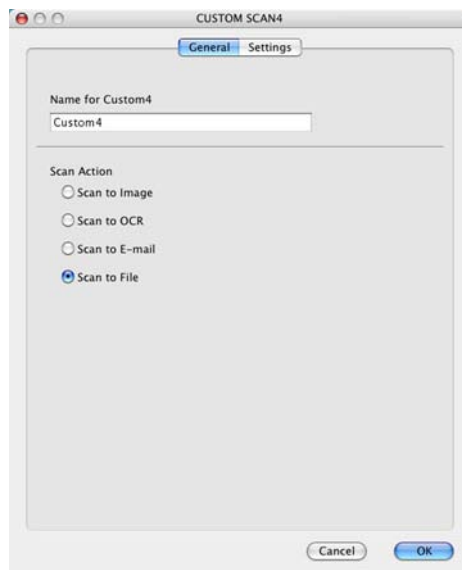 CUSTOM SCAN4
General Settings
Name for Custom4
Custom4
Scan Action
Scan to Image
Scan to OCR
Scan to E-mail
Scan to File
Cancel OK